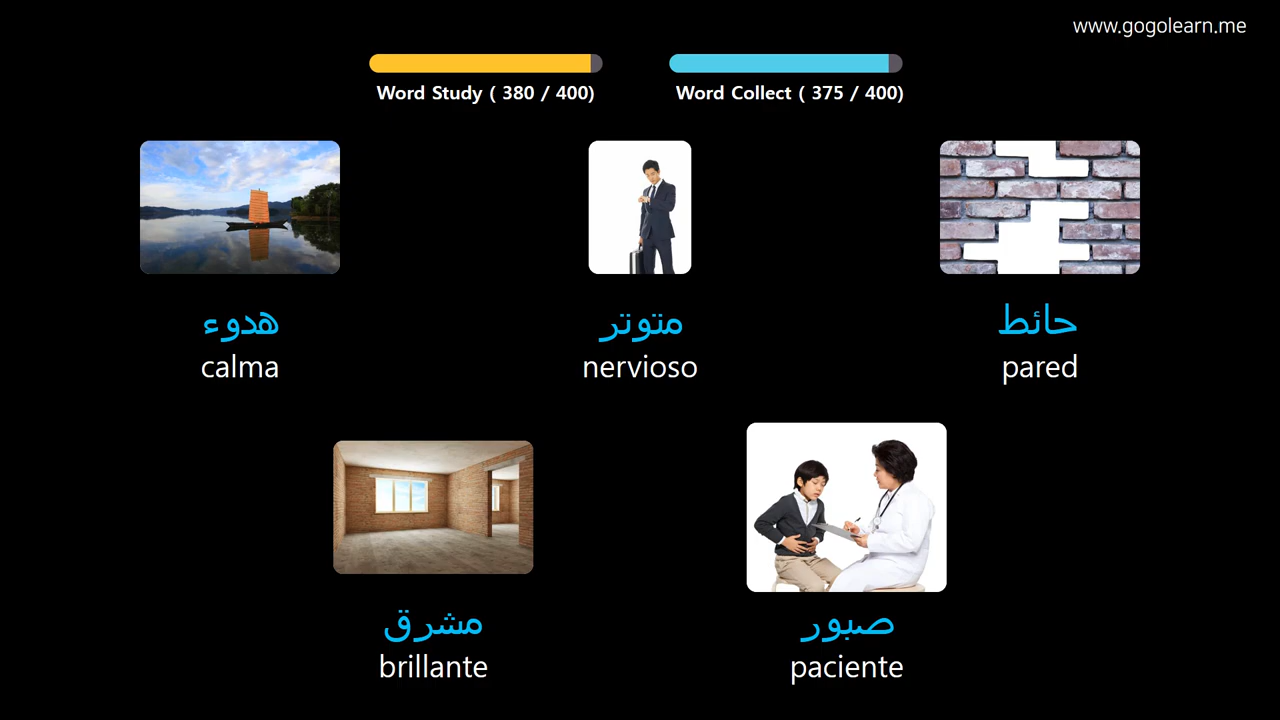 www.gogolearn.me
Word Study ( 380 / 400)
Word Collect ( 375 / 400)
هدوء
calma
متوتر
nervioso
حائط
pared
مشرق
brillante
صبور
paciente